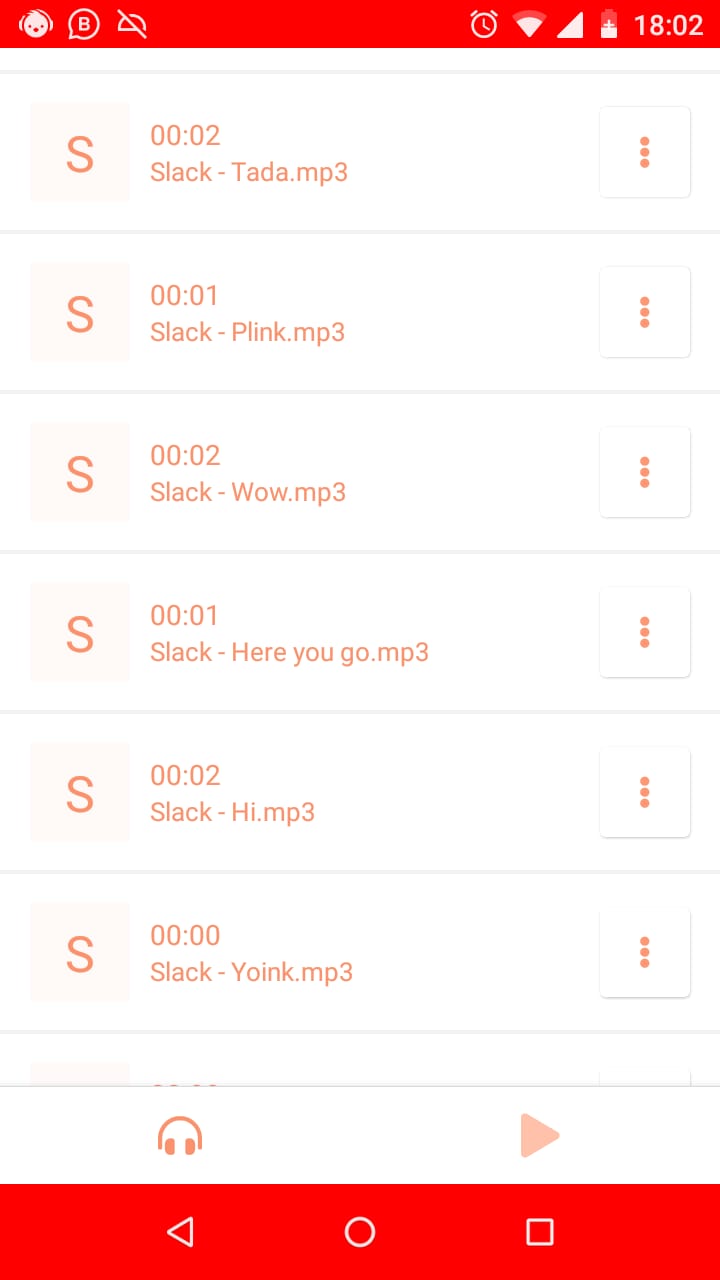 B
18:02
S
00:02
Slack - Tada.mp3
S
00:01
Slack - Plink.mp3
S
00:02
Slack - Wow.mp3
S
00:01
Slack - Here you go.mp3
S
00:02
Slack - Hi.mp3
S
00:00
Slack - Yoink.mp3